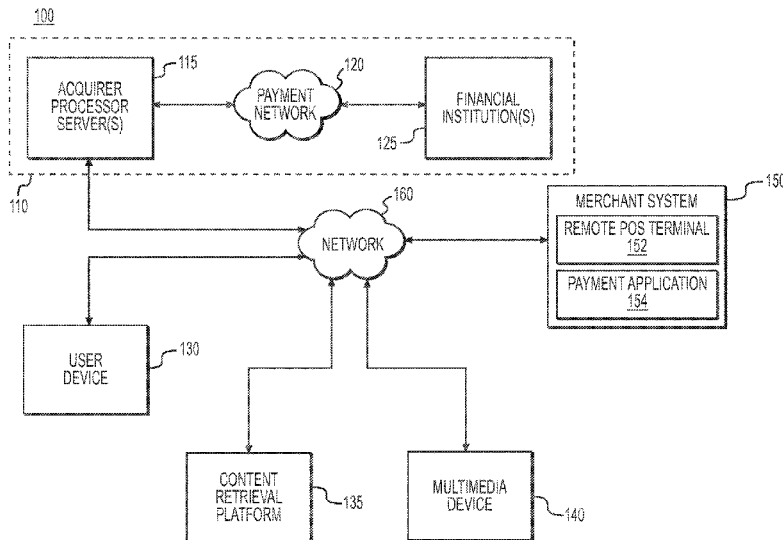 100
115
ACQUIRER
PROCESSOR
SERVER(S)
120
PAYMENT
NETWORK
FINANCIAL
INSTITUTION(S)
125
110
160
NETWORK
150
MERCHANT SYSTEM
REMOTE POS TERMINAL
152
PAYMENT APPLICATION
154
USER
DEVICE
130
CONTENT
RETRIEVAL
PLATFORM
135
MULTIMEDIA
DEVICE
140